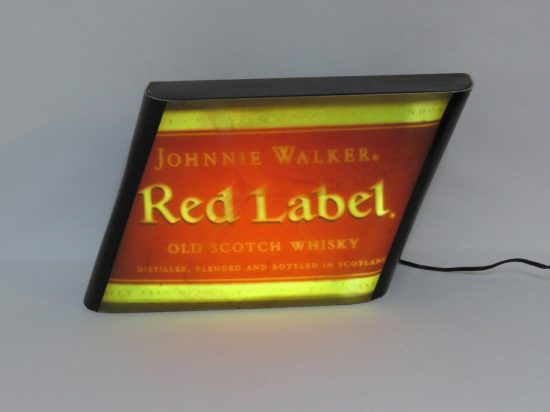 JOHNNIE WALKER®
Red Label.
OLD SCOTCH WHISKY
DISTILLED, BLENDED AND BOTTLED IN SCOTLAND